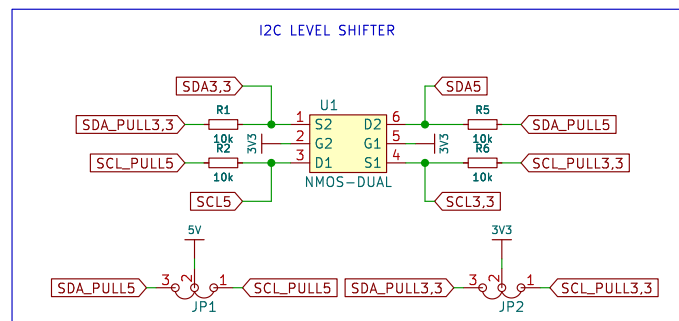 I2C LEVEL SHIFTER
SDA3,3
SDA5
U1
R1
R5
SDA_PULL3,3
1
S2
D2
6
SDA_PULL5
10k
10k
3V3
2
G2
G1
5
3V3
R2
R6
SCL_PULL5
3
D1
S1
4
SCL_PULL3,3
10k
NMOS-DUAL
10k
SCL5
SCL3,3
5V
3V3
SDA_PULL5
3
2
1
SCL_PULL5
SDA_PULL3,3
3
2
1
SCL_PULL3,3
JP1
JP2